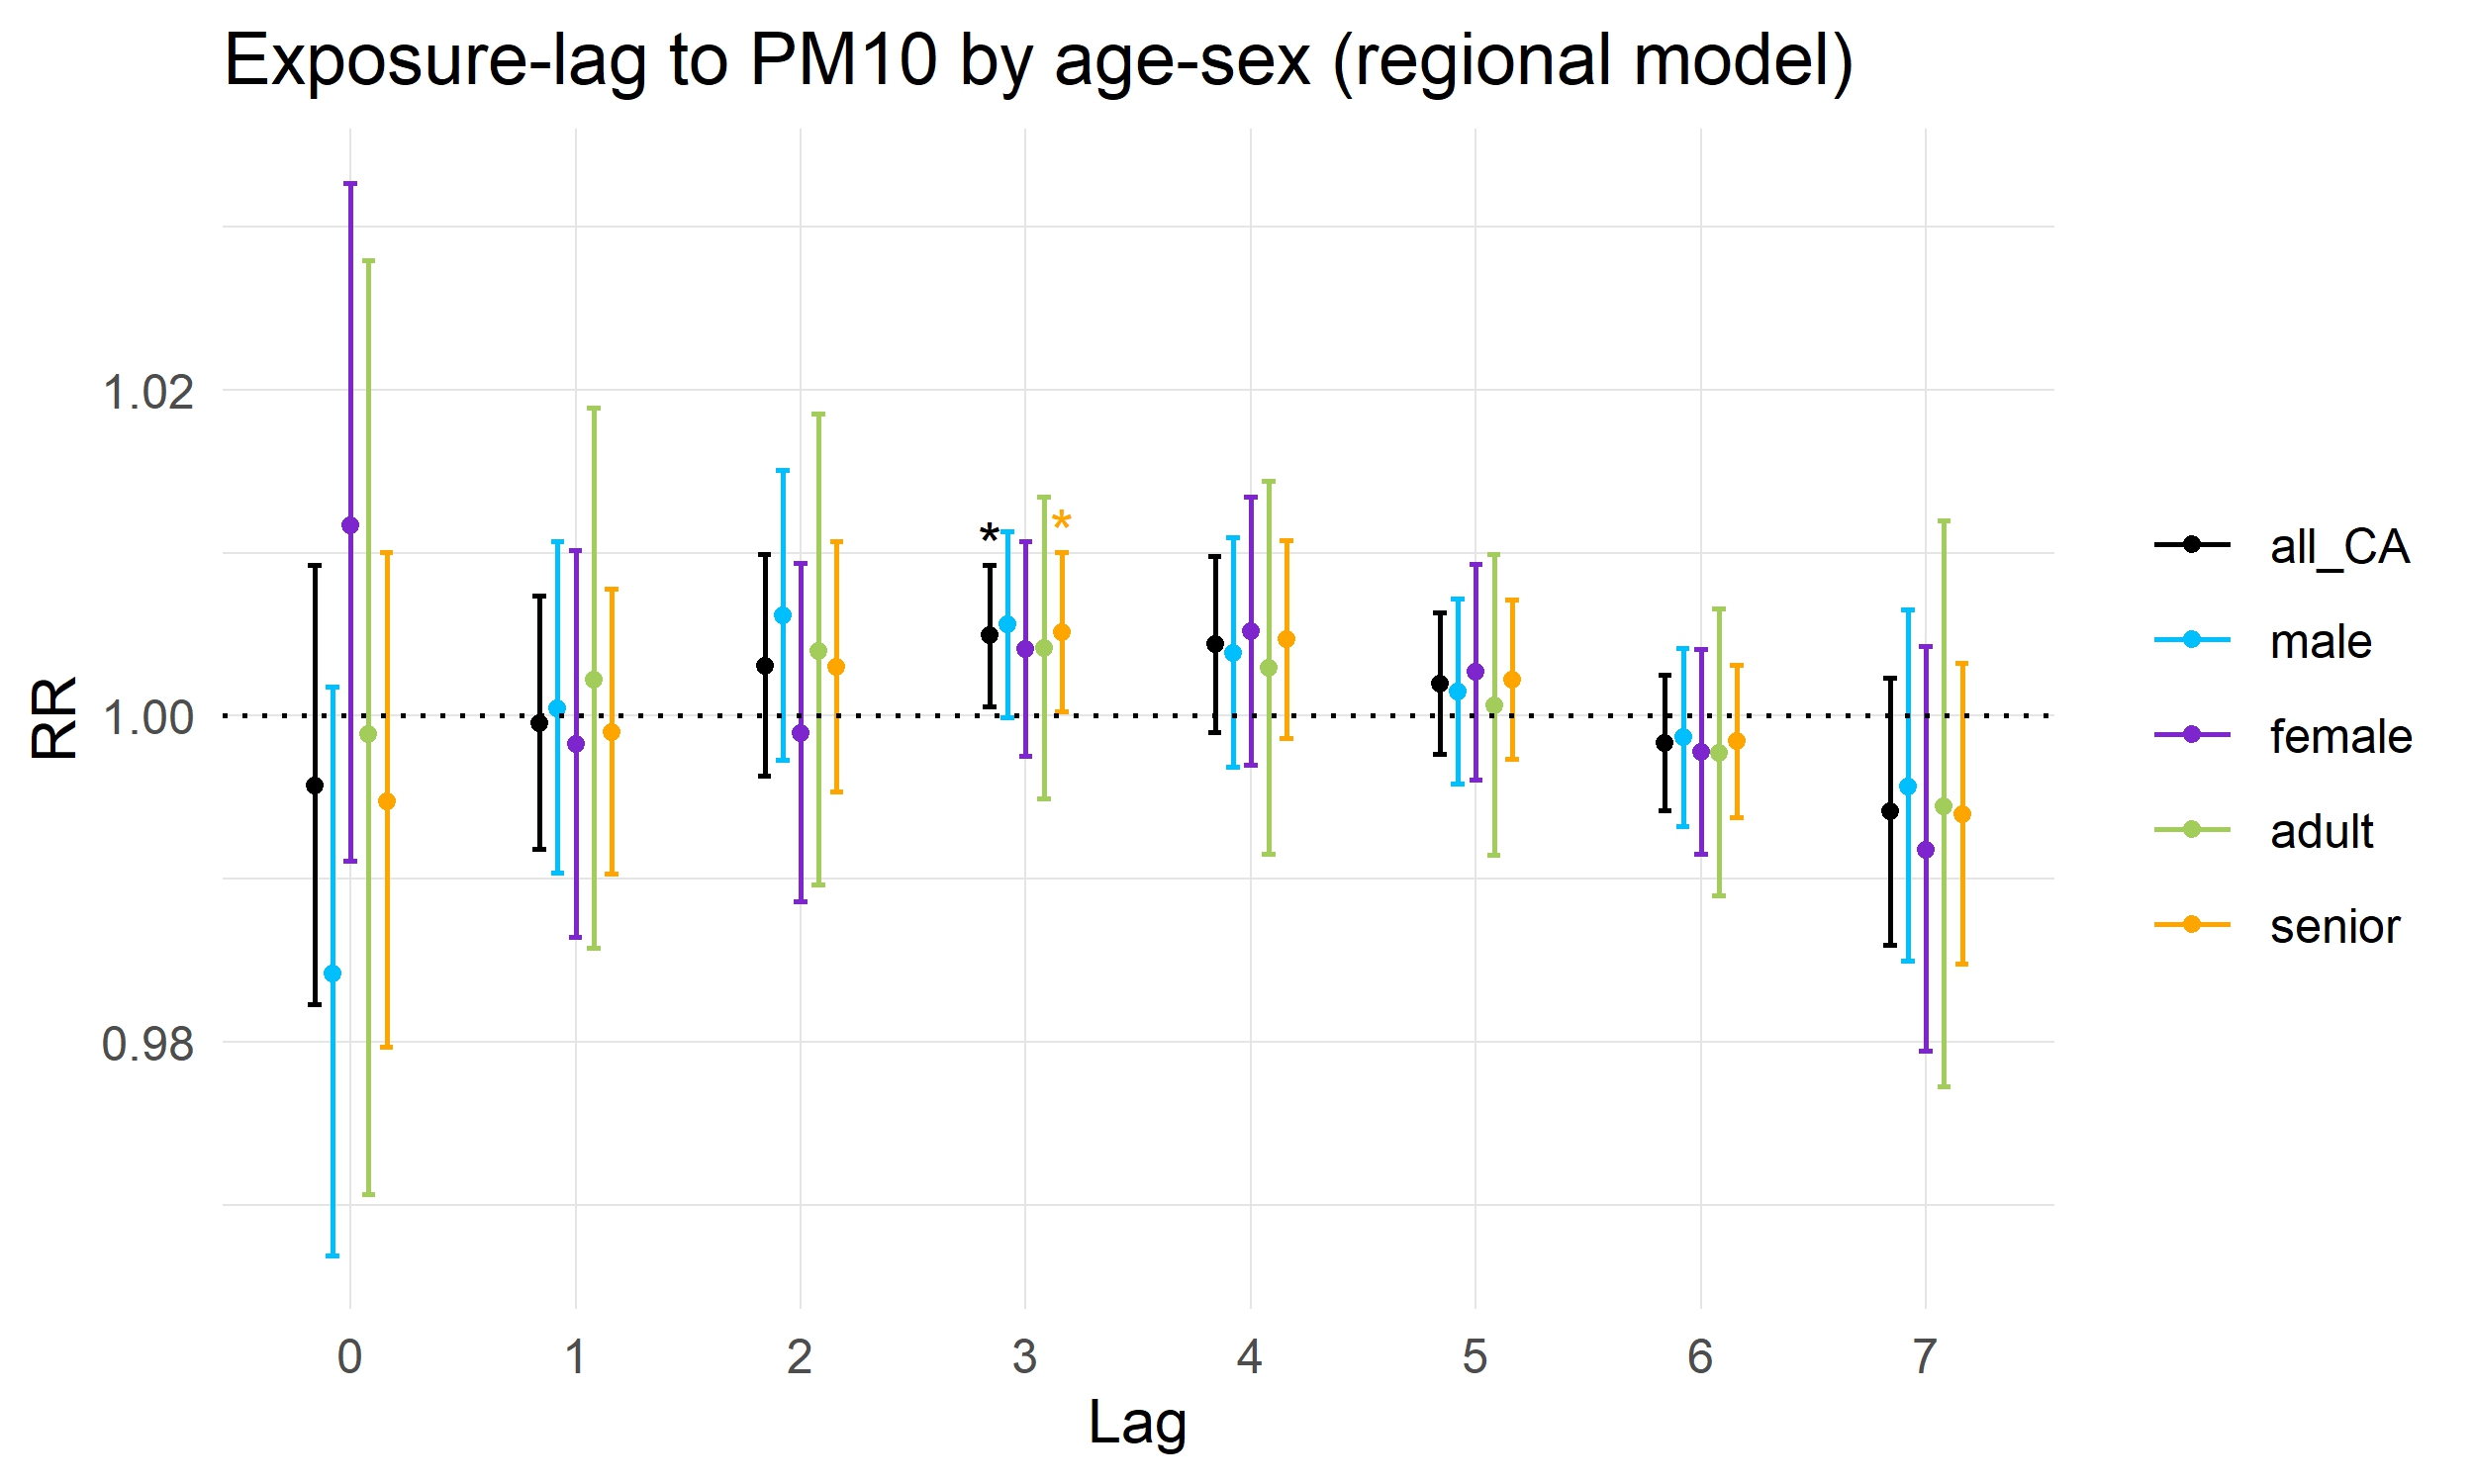 Exposure-lag to PM10 by age-sex (regional model)
RR
1.02
1.00
0.98
* *
0 1 2 3 4 5 6 7
Lag
all_CA
male
female
adult
senior